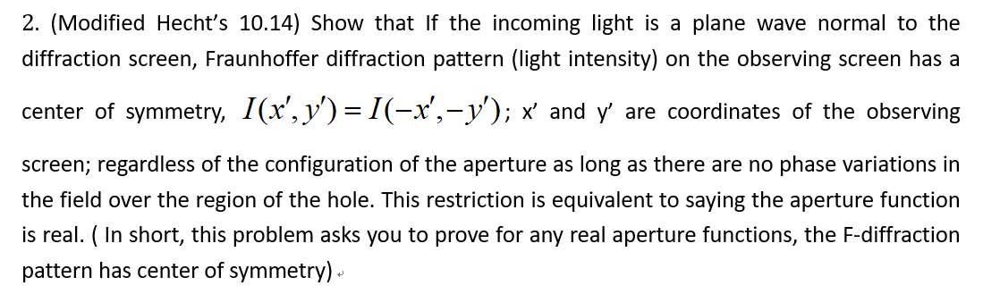 2. (Modified Hecht’s 10.14) Show that If the incoming light is a plane wave normal to the
diffraction screen, Fraunhoffer diffraction pattern (light intensity) on the observing screen has a
center of symmetry, I(x′, y′) = I(−x′,−y′); x’ and y’ are coordinates of the observing
screen; regardless of the configuration of the aperture as long as there are no phase variations in
the field over the region of the hole. This restriction is equivalent to saying the aperture function
is real. ( In short, this problem asks you to prove for any real aperture functions, the F-diffraction
pattern has center of symmetry) ↵